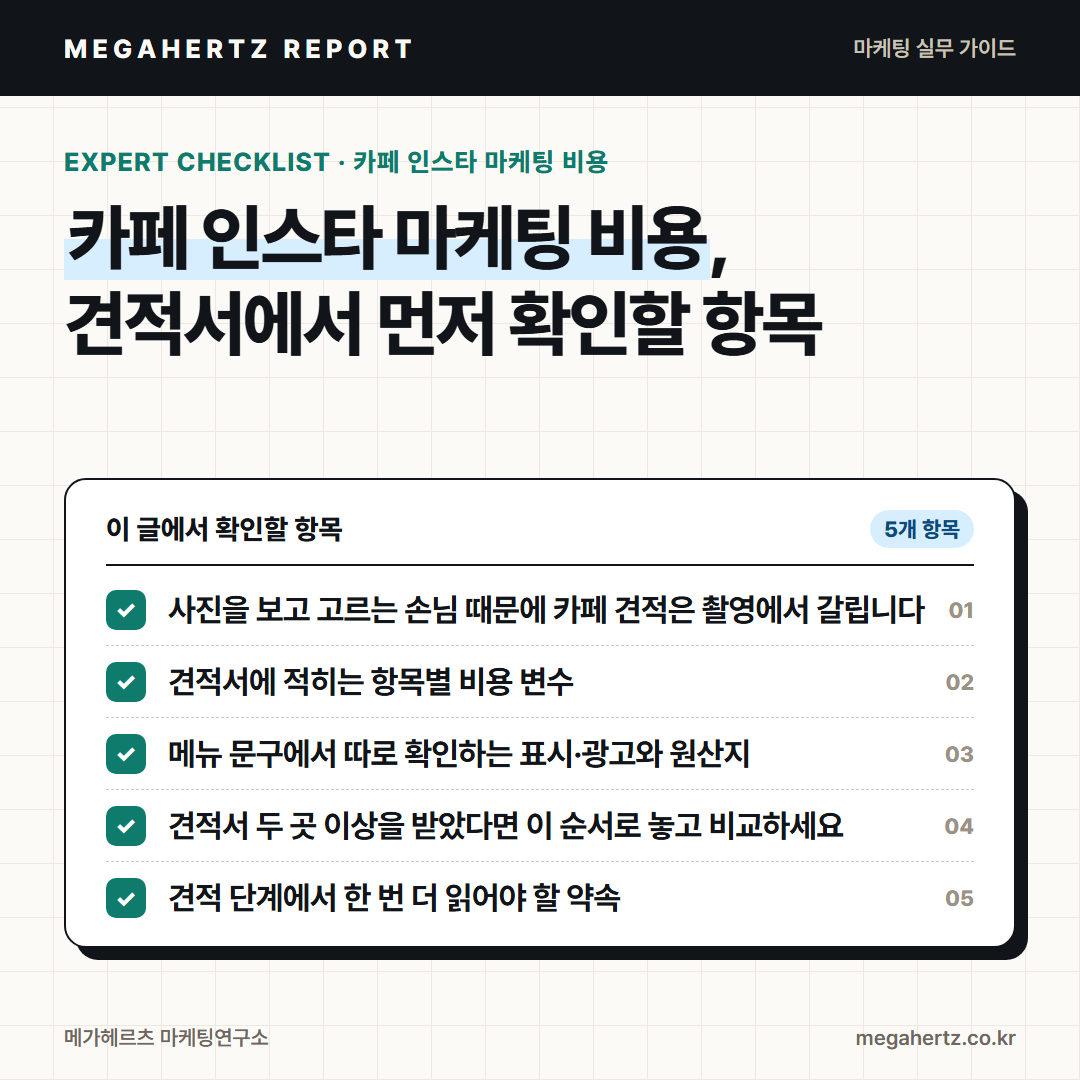 MEGAHERTZ REPORT
마케팅 실무 가이드
EXPERT CHECKLIST · 카페 인스타 마케팅 비용
카페 인스타 마케팅 비용,
견적서에서 먼저 확인할 항목
이 글에서 확인할 항목
5개 항목
사진을 보고 고르는 손님 때문에 카페 견적은 촬영에서 갈립니다 01
견적서에 적히는 항목별 비용 변수 02
메뉴 문구에서 따로 확인하는 표시·광고와 원산지 03
견적서 두 곳 이상을 받았다면 이 순서로 놓고 비교하세요 04
견적 단계에서 한 번 더 읽어야 할 약속 05
메가헤르츠 마케팅연구소
megahertz.co.kr